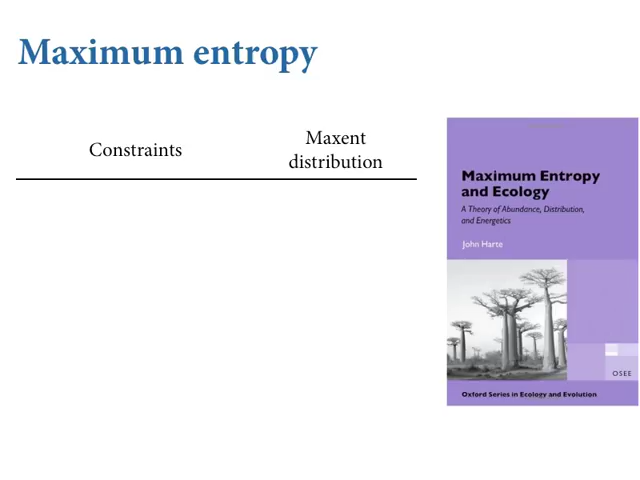 Maximum entropy
Constraints
Maxent
distribution
Maximum Entropy
and Ecology
A Theory of Abundance, Distribution,
and Energetics
John Harte
OSEE
Oxford Series in Ecology and Evolution